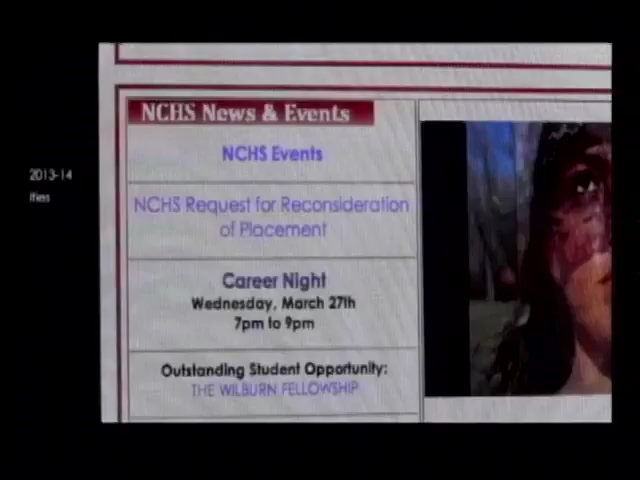 NCHS News & Events
NCHS Events
2013-14
NCHS Request for Reconsideration
of Placement
Career Night
Wednesday, March 27th
7pm to 9pm
Outstanding Student Opportunity:
THE WILBURN FELLOWSHIP